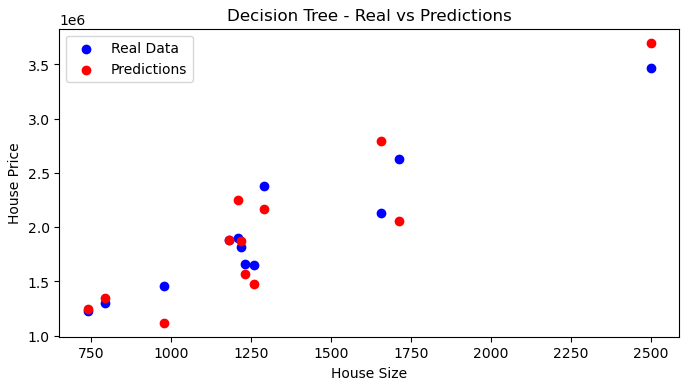 Decision Tree - Real vs Predictions
1e6
Real Data
Predictions
3.5
3.0
2.5
2.0
1.5
1.0
House Price
750 1000 1250 1500 1750 2000 2250 2500
House Size